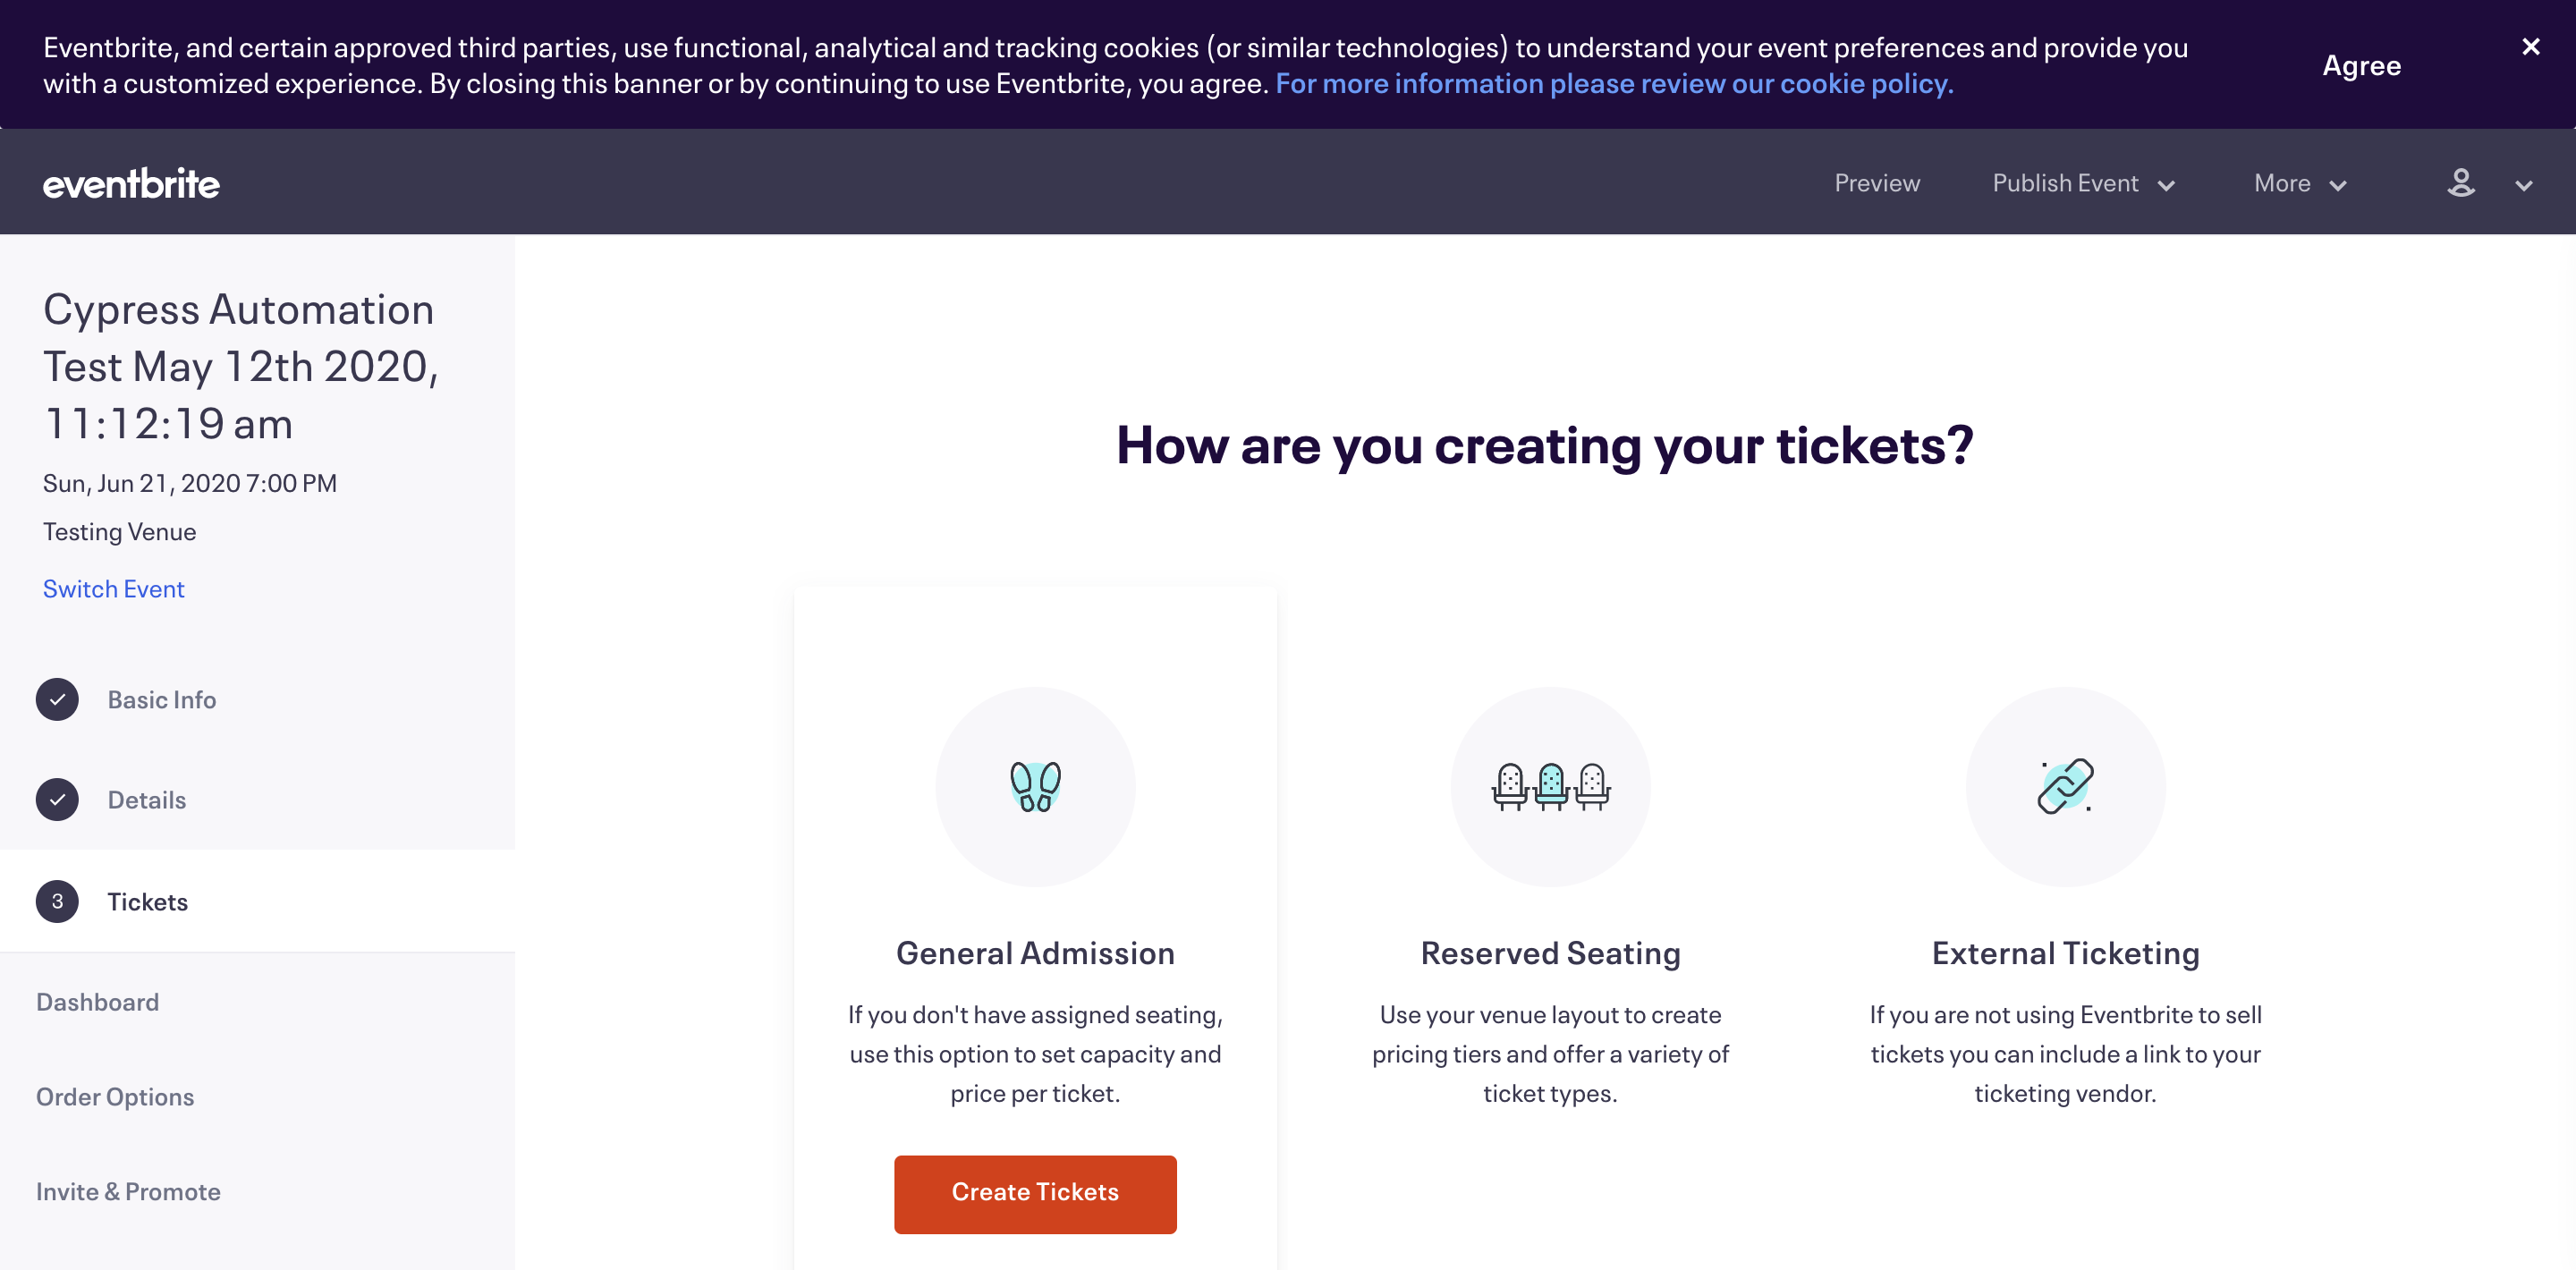 Eventbrite, and certain approved third parties, use functional, analytical and tracking cookies (or similar technologies) to understand your event preferences and provide you
with a customized experience. By closing this banner or by continuing to use Eventbrite, you agree. For more information please review our cookie policy.
Agree
eventbrite
Preview
Publish Event
More
Cypress Automation
Test May 12th 2020,
11:12:19 am
Sun, Jun 21, 2020 7:00 PM
Testing Venue
Switch Event
Basic Info
Details
3 Tickets
Dashboard
Order Options
Invite & Promote
How are you creating your tickets?
General Admission
If you don't have assigned seating,
use this option to set capacity and
price per ticket.
Create Tickets
Reserved Seating
Use your venue layout to create
pricing tiers and offer a variety of
ticket types.
External Ticketing
If you are not using Eventbrite to sell
tickets you can include a link to your
ticketing vendor.